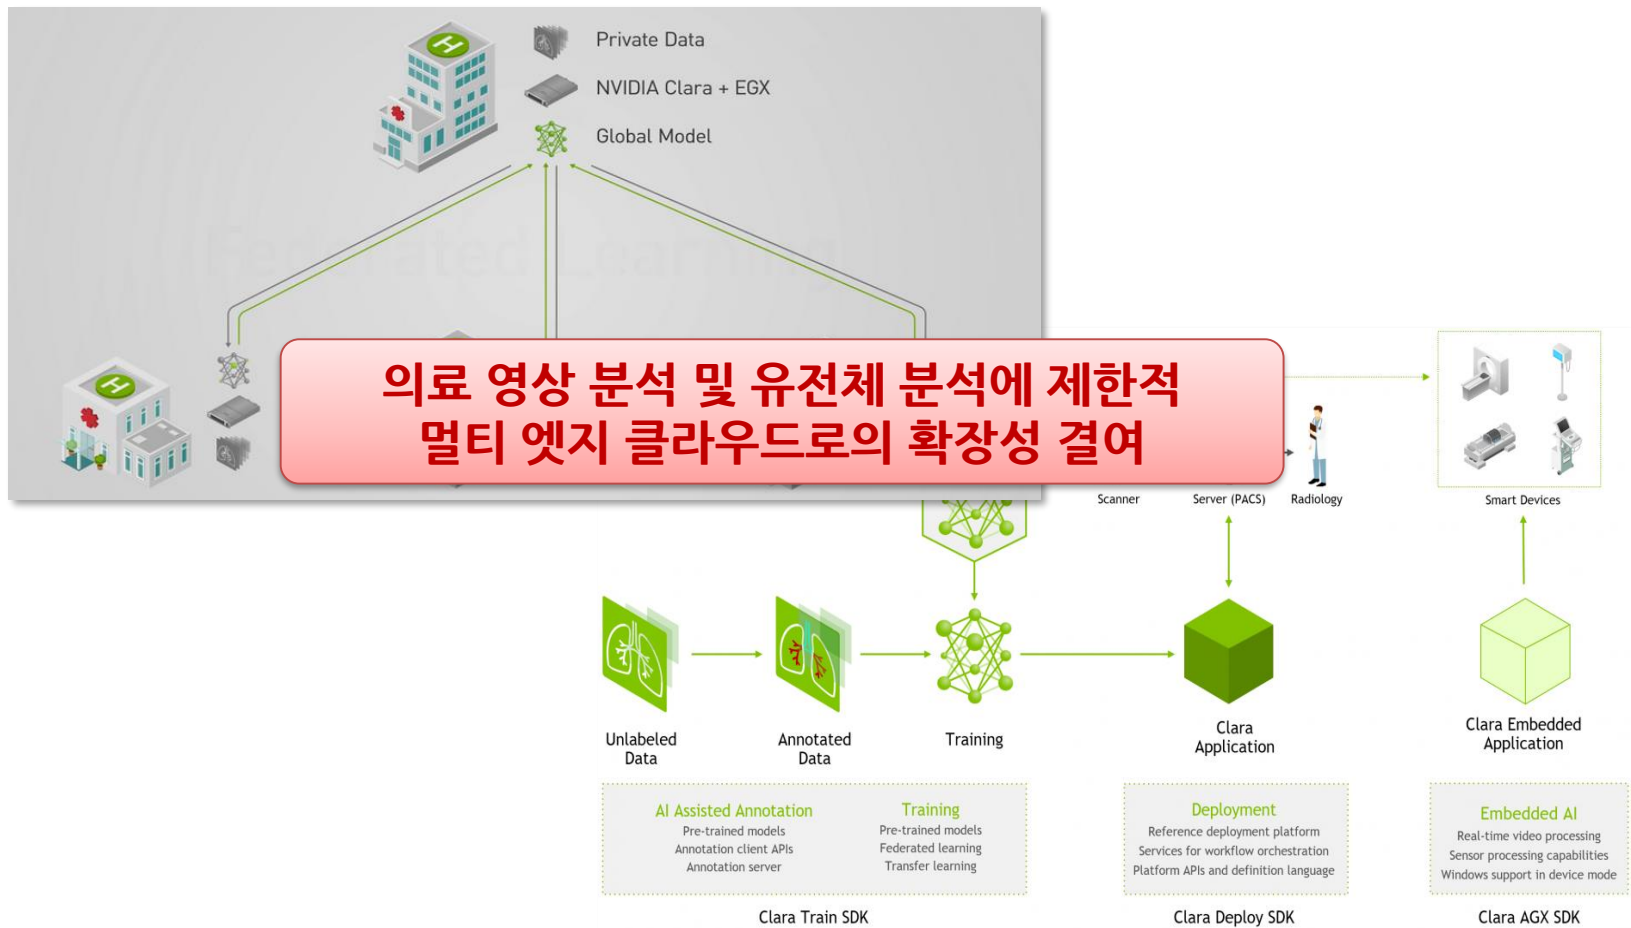 Private Data
NVIDIA Clara + EGX
Global Model
Federated Learning
의료 영상 분석 및 유전체 분석에 제한적
멀티 엣지 클라우드로의 확장성 결여
Scanner
Server (PACS)
Radiology
Smart Devices
Unlabeled
Data
Annotated
Data
Training
Clara
Application
Clara Embedded
Application
AI Assisted Annotation
Pre-trained models
Annotation client APIs
Annotation server
Training
Pre-trained models
Federated learning
Transfer learning
Deployment
Reference deployment platform
Services for workflow orchestration
Platform APIs and definition language
Embedded AI
Real-time video processing
Sensor processing capabilities
Windows support in device mode
Clara Train SDK
Clara Deploy SDK
Clara AGX SDK